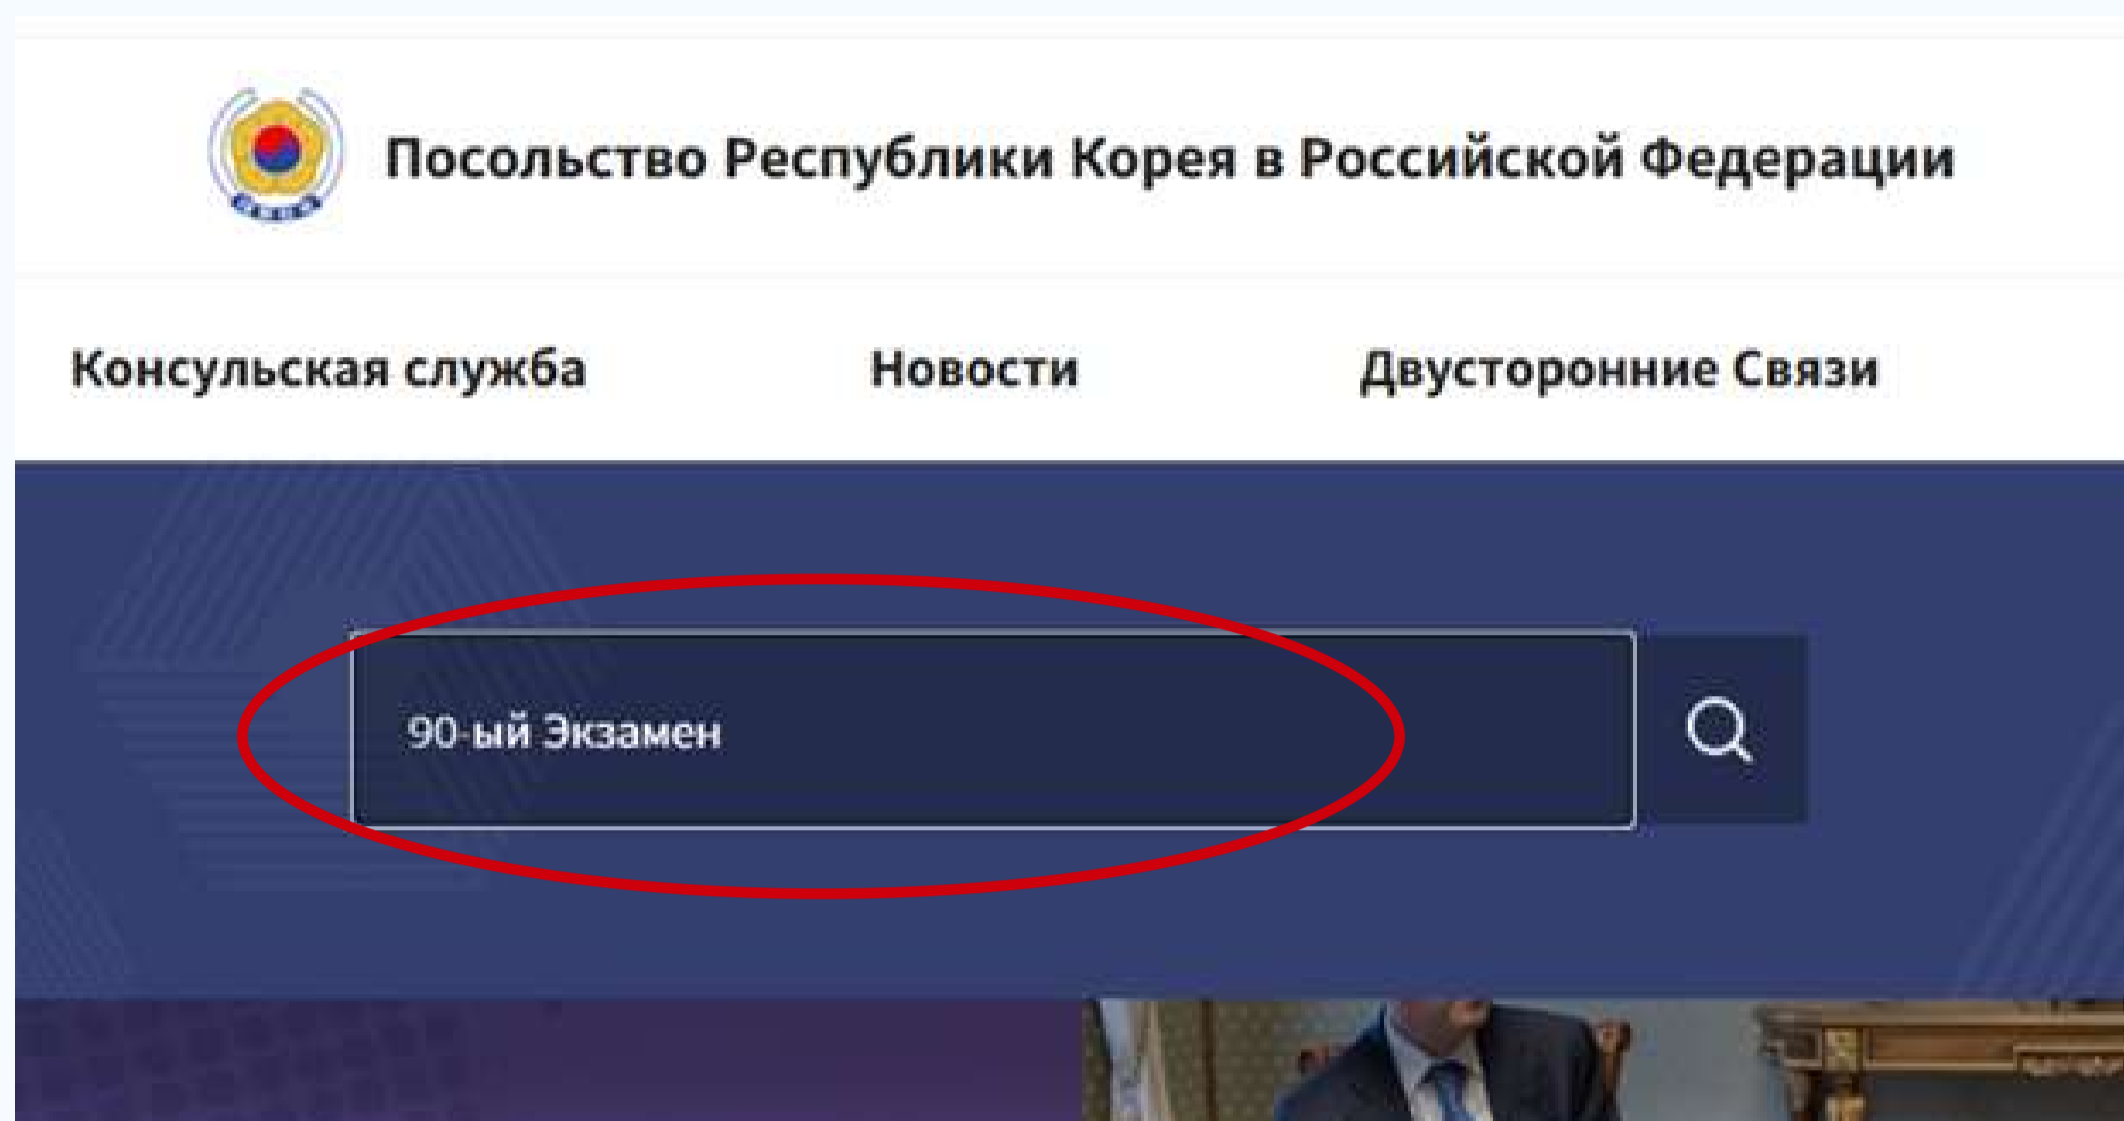 Посольство Республики Корея в Российской Федерации
Консульская служба Новости Двусторонние Связи
90-ый Экзамен